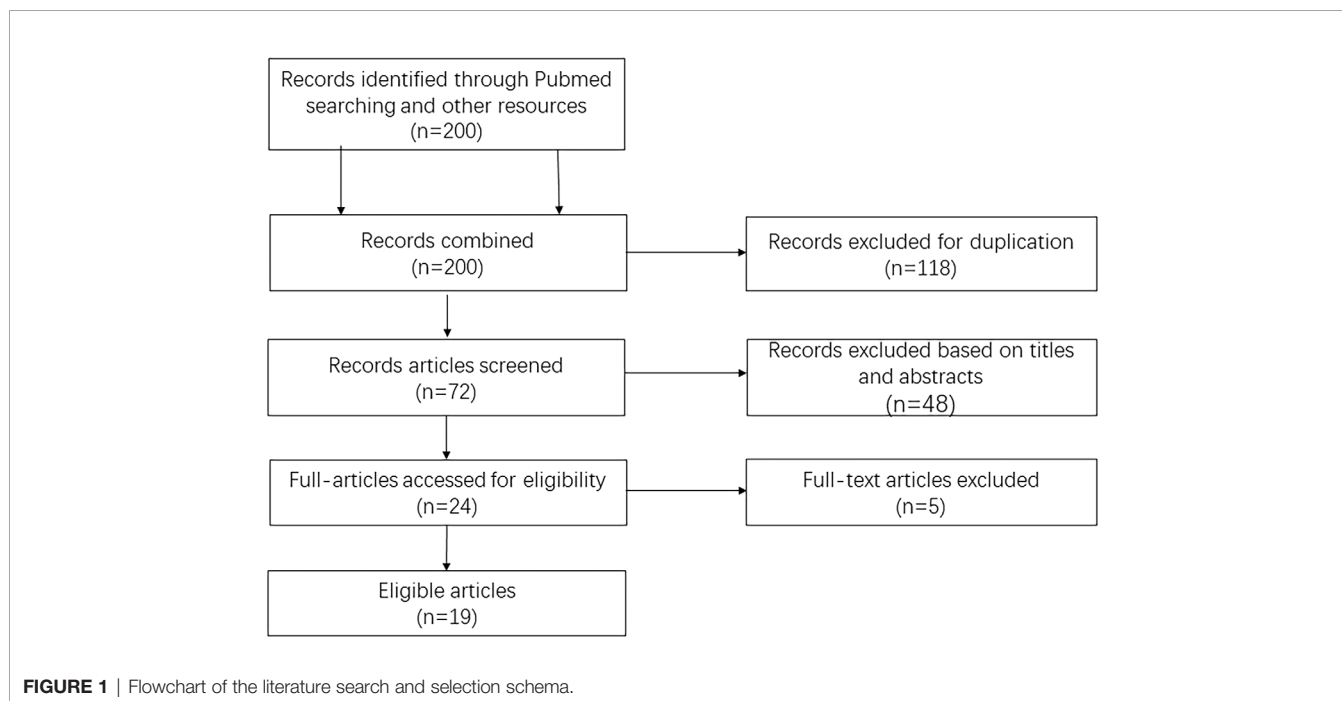 Records identified through Pubmed
searching and other resources
(n=200)
Records combined
(n=200)
Records excluded for duplication
(n=118)
Records articles screened
(n=72)
Records excluded based on titles
and abstracts
(n=48)
Full-articles accessed for eligibility
(n=24)
Full-text articles excluded
(n=5)
Eligible articles
(n=19)
FIGURE 1 | Flowchart of the literature search and selection schema.